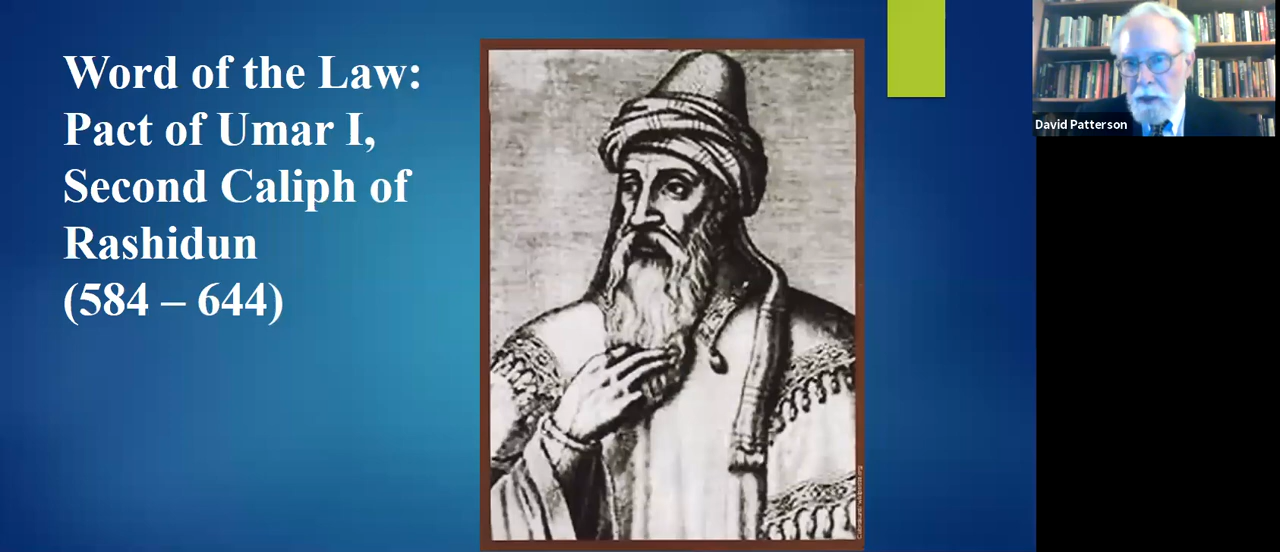 Word of the Law:
Pact of Umar I,
Second Caliph of
Rashidun
(584 – 644)
David Patterson